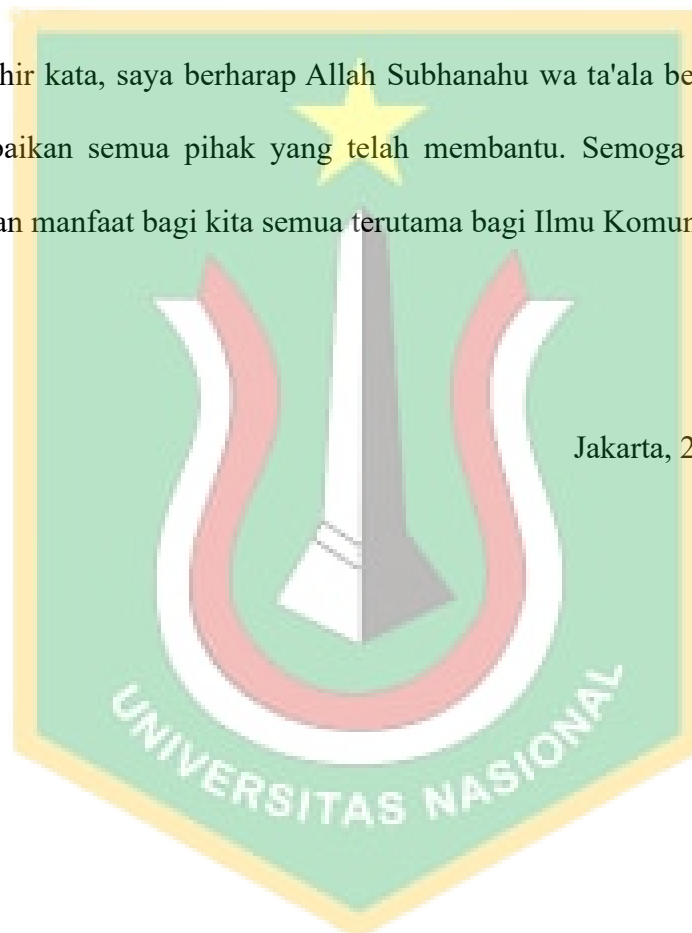 hir kata, saya berharap Allah Subhanahu wa ta'ala be
baikan semua pihak yang telah membantu. Semoga
an manfaat bagi kita semua terutama bagi Ilmu Komun
Jakarta, 2
UNIVERSITAS NASIONAL